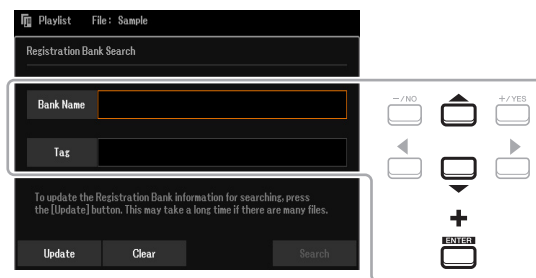 Playlist File: Sample
Registration Bank Search
Bank Name
Tag
To update the Registration Bank information for searching, press
the [Update] button. This may take a long time if there are many files.
Update Clear Search
-/NO +/YES
+
ENTER